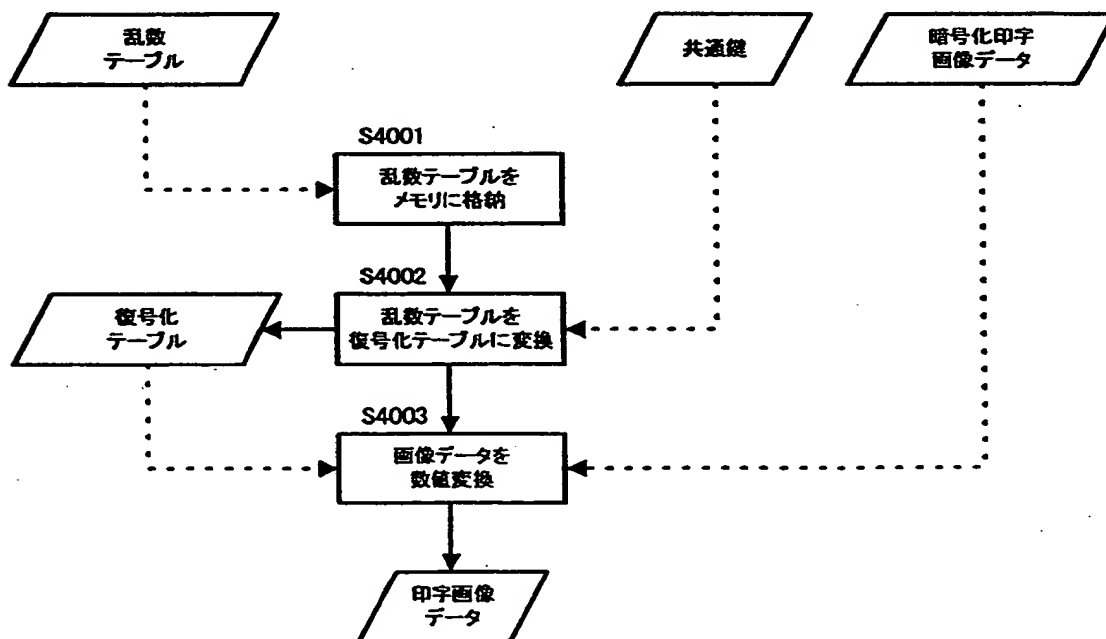 乱数
テーブル
共通鍵
暗号化印字
画像データ
S4001
乱数テーブルを
メモリに格納
S4002
乱数テーブルを
復号化テーブルに変換
復号化
テーブル
S4003
画像データを
数値変換
印字画像
データ